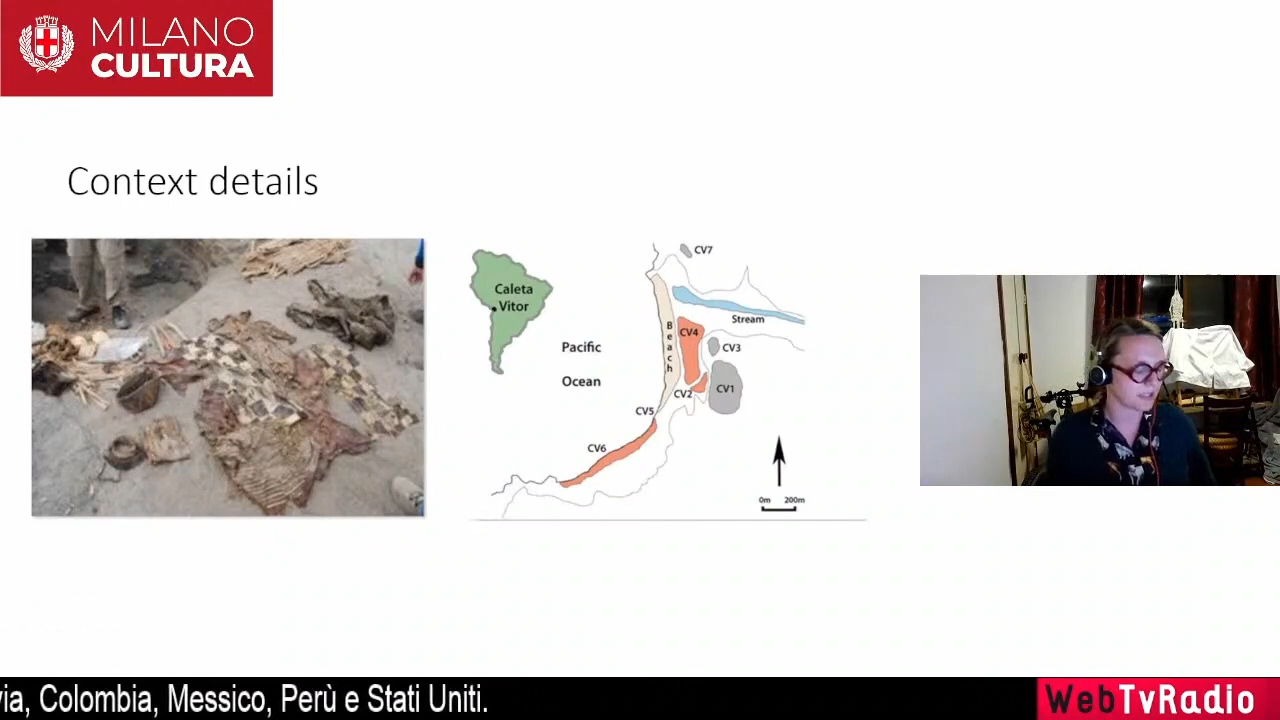 MILANO
CULTURA
Context details
CV7
Caleta
Vitor
Stream
Beach
CV4
Pacific
CV3
Ocean
CV1
CV2
CV5
CV6
0m 200m
via, Colombia, Messico, Perù e Stati Uniti.
WebTvRadio